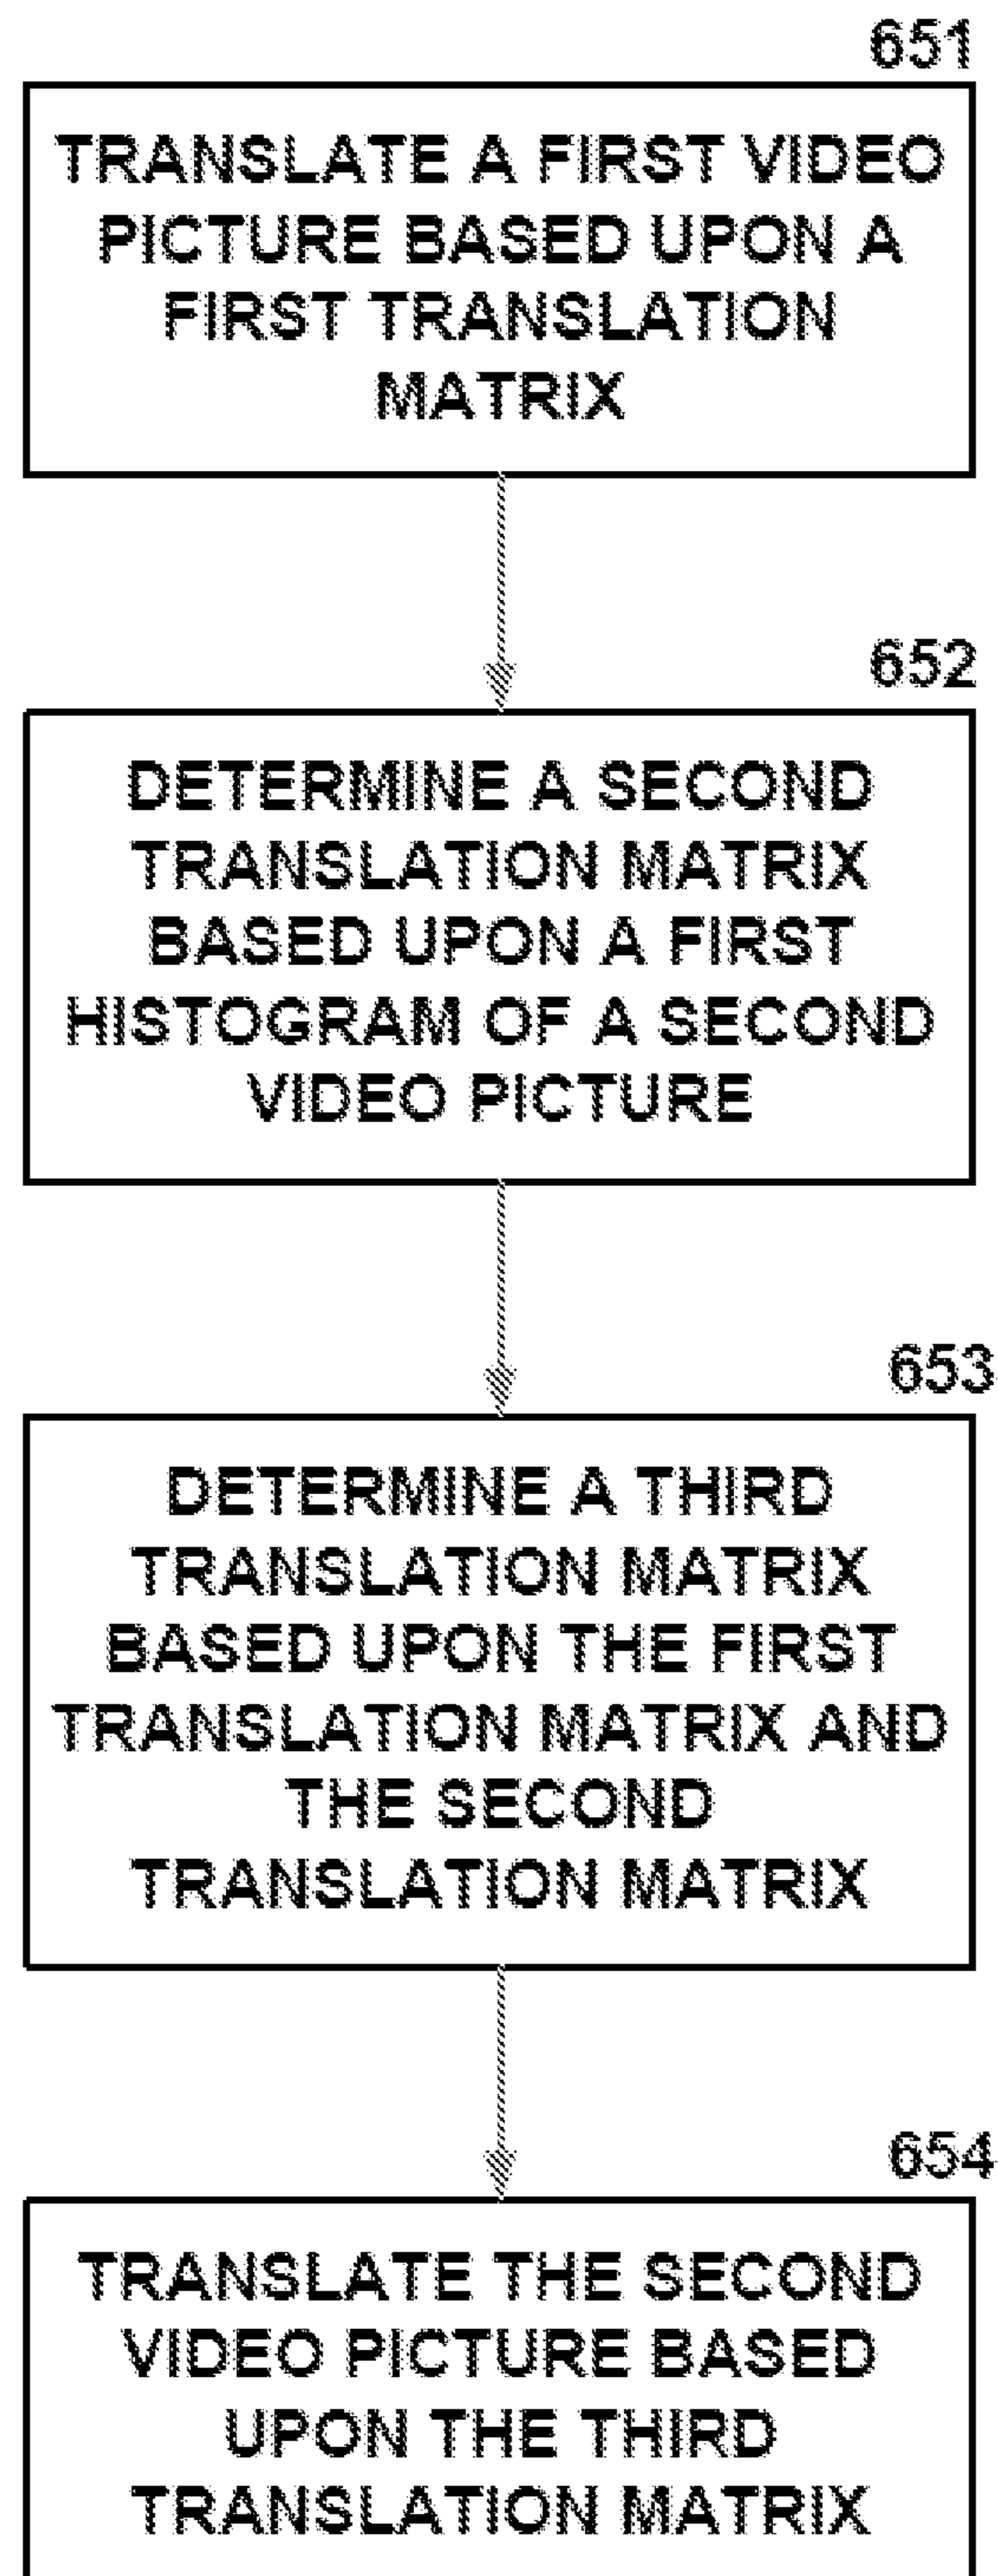 651
TRANSLATE A FIRST VIDEO
PICTURE BASED UPON A
FIRST TRANSLATION
MATRIX
652
DETERMINE A SECOND
TRANSLATION MATRIX
BASED UPON A FIRST
HISTOGRAM OF A SECOND
VIDEO PICTURE
653
DETERMINE A THIRD
TRANSLATION MATRIX
BASED UPON THE FIRST
TRANSLATION MATRIX AND
THE SECOND
TRANSLATION MATRIX
654
TRANSLATE THE SECOND
VIDEO PICTURE BASED
UPON THE THIRD
TRANSLATION MATRIX